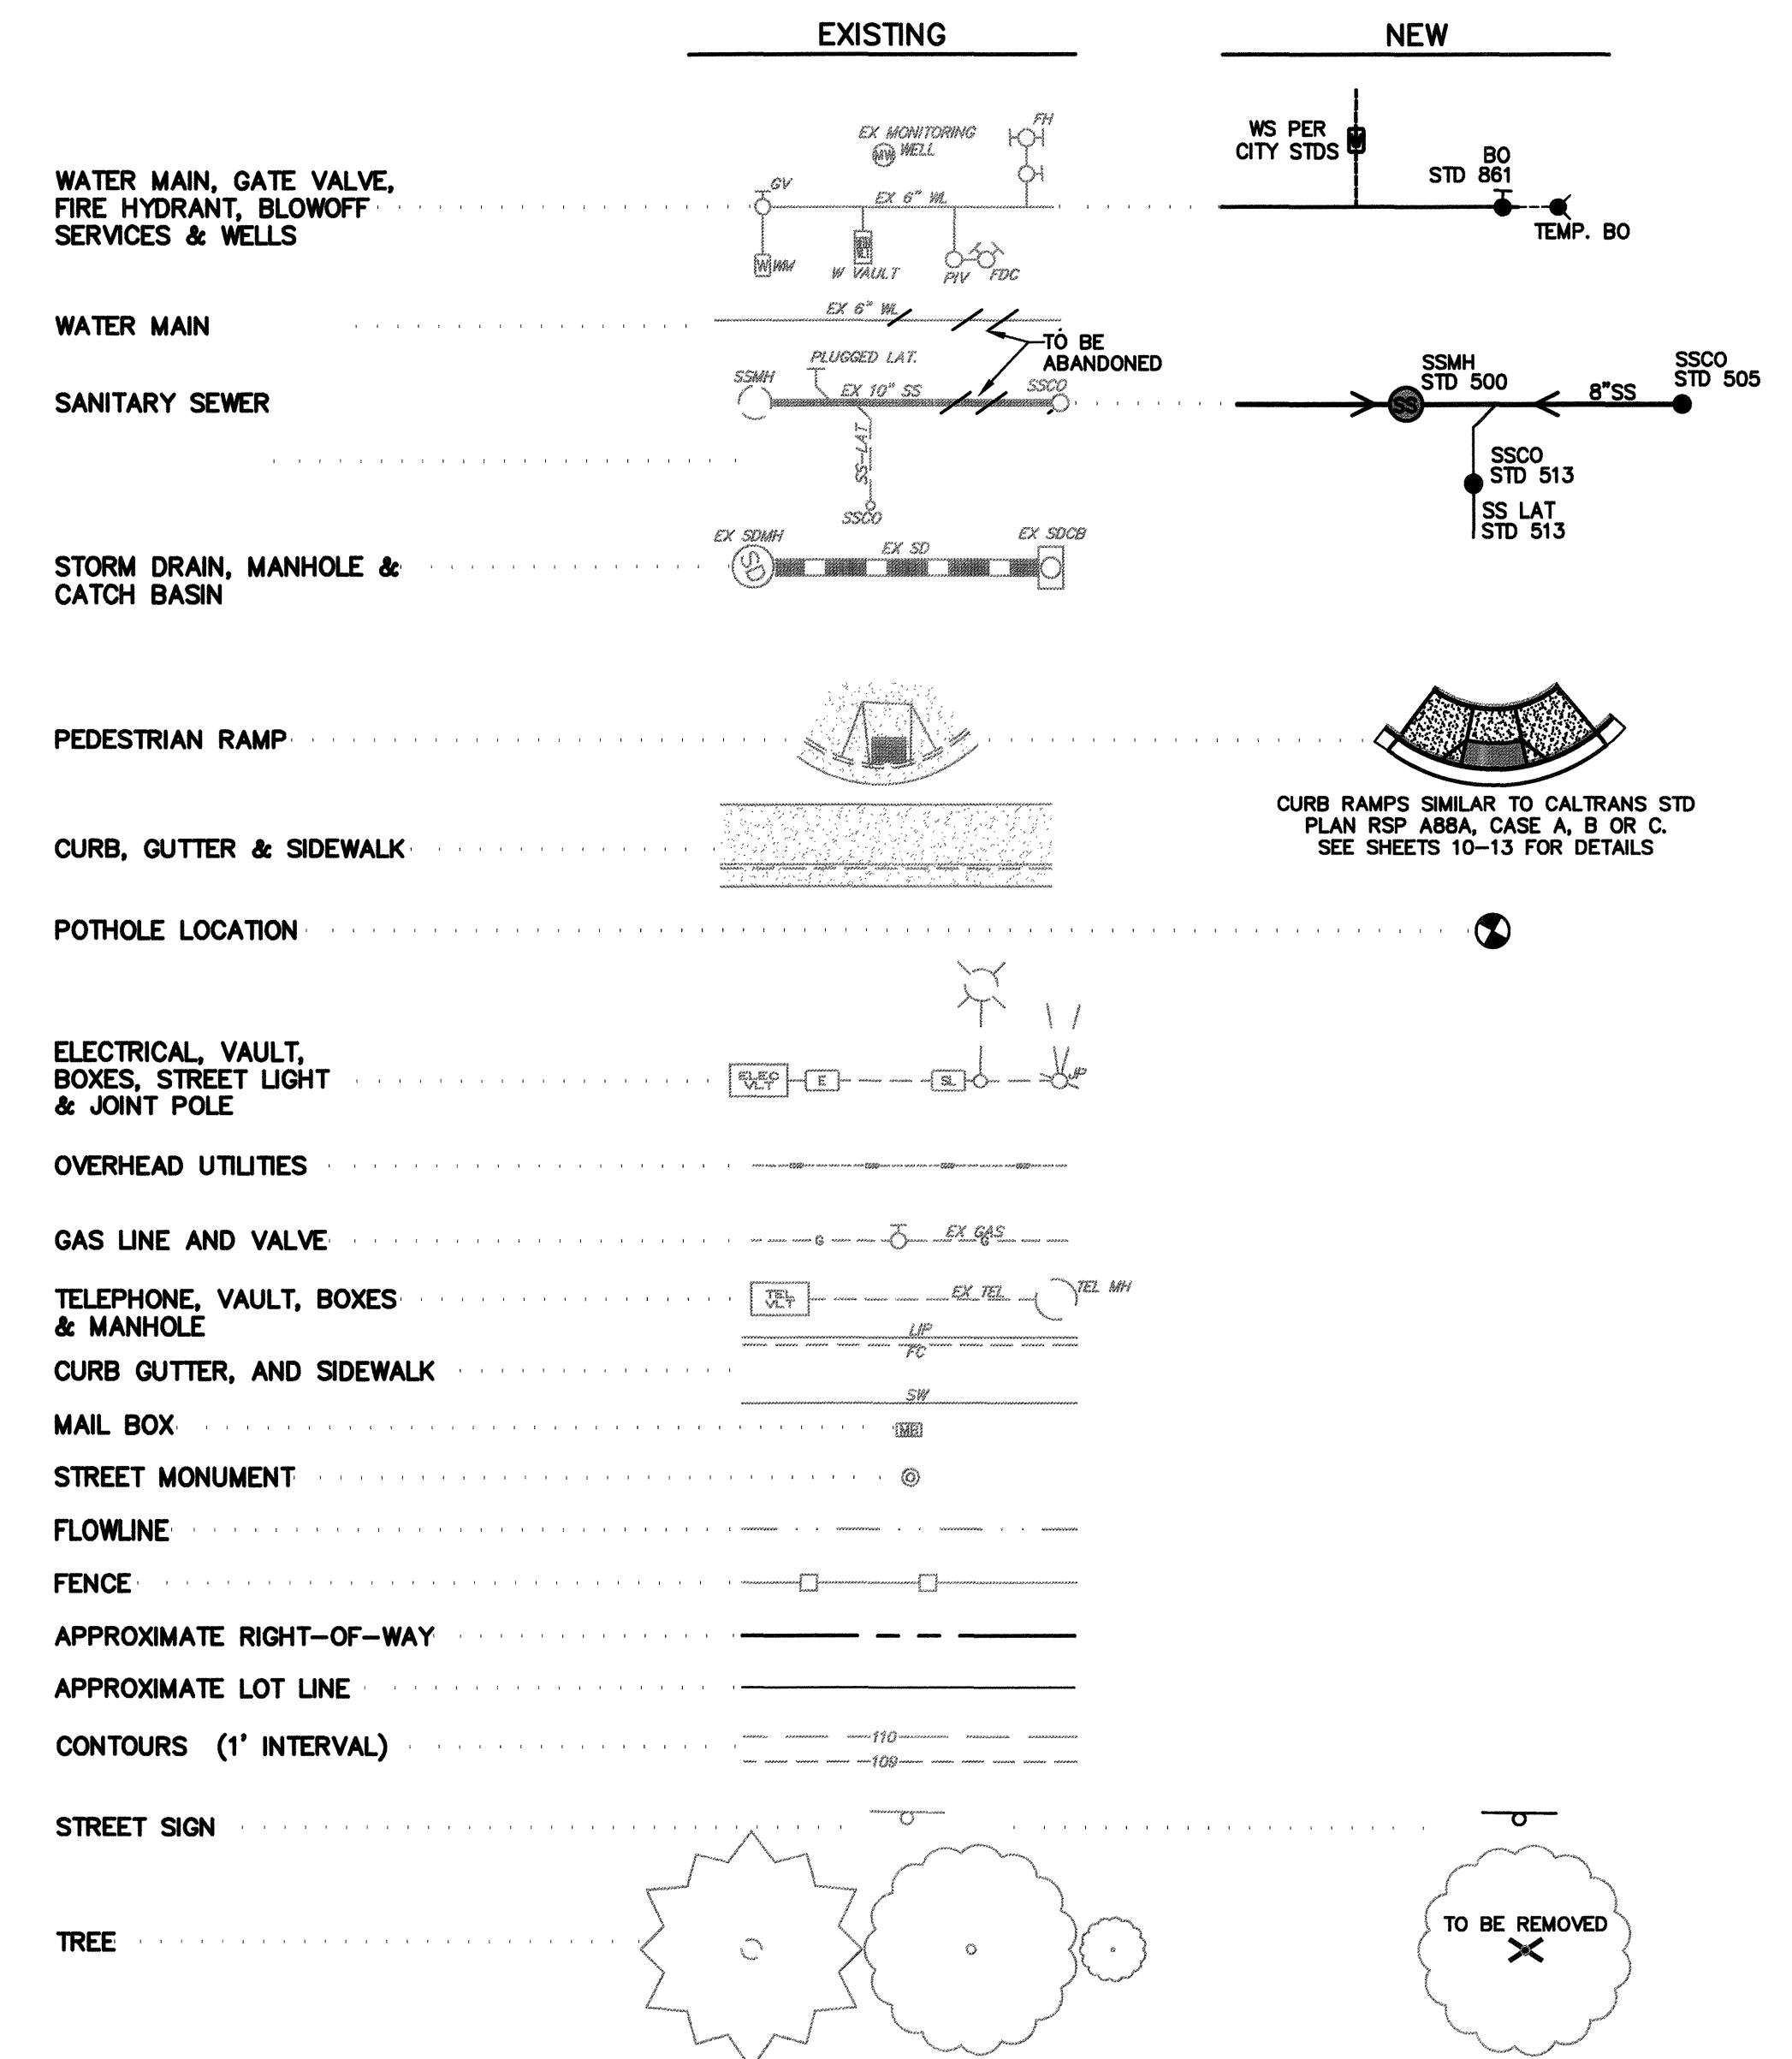 EXISTING
NEW
WATER MAIN, GATE VALVE,
FIRE HYDRANT, BLOWOFF
SERVICES & WELLS
EX MONITORING
MW WELL
FH
GV
EX 6" WL
W WM
W VAULT
PIV FDC
WS PER
CITY STDS
BO
STD 861
TEMP. BO
WATER MAIN
EX 6" WL
TO BE
ABANDONED
SANITARY SEWER
PLUGGED LAT.
SSMH
EX 10" SS
SSCO
SS-LAT
SSCO
SSMH
STD 500
SS
8"SS
SSCO
STD 505
SSCO
STD 513
SS LAT
STD 513
STORM DRAIN, MANHOLE &
CATCH BASIN
EX SDMH
SD
EX SD
EX SDCB
PEDESTRIAN RAMP
CURB RAMPS SIMILAR TO CALTRANS STD
PLAN RSP A88A, CASE A, B OR C.
SEE SHEETS 10-13 FOR DETAILS
CURB, GUTTER & SIDEWALK
POTHOLE LOCATION
ELECTRICAL, VAULT,
BOXES, STREET LIGHT
& JOINT POLE
ELEC
VLT
E
SL
JP
OVERHEAD UTILITIES
GAS LINE AND VALVE
G
EX GAS
G
TELEPHONE, VAULT, BOXES
& MANHOLE
TEL
VLT
EX TEL
TEL MH
CURB GUTTER, AND SIDEWALK
LIP
FC
SW
MAIL BOX
MB
STREET MONUMENT
FLOWLINE
FENCE
APPROXIMATE RIGHT-OF-WAY
APPROXIMATE LOT LINE
CONTOURS (1' INTERVAL)
110
109
STREET SIGN
TREE
TO BE REMOVED